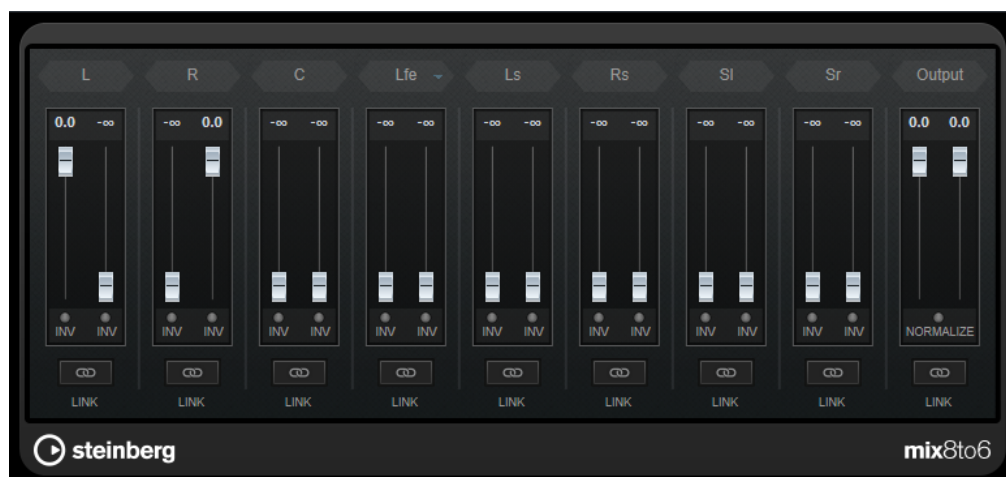 L R C Lfe Ls Rs Sl Sr Output
0.0 -∞ -∞ 0.0 -∞ -∞ -∞ -∞ -∞ -∞ -∞ -∞ -∞ -∞ -∞ -∞ 0.0 0.0
INV INV INV INV INV INV INV INV INV INV INV INV INV INV INV INV NORMALIZE
LINK LINK LINK LINK LINK LINK LINK LINK LINK
steinberg mix8to6